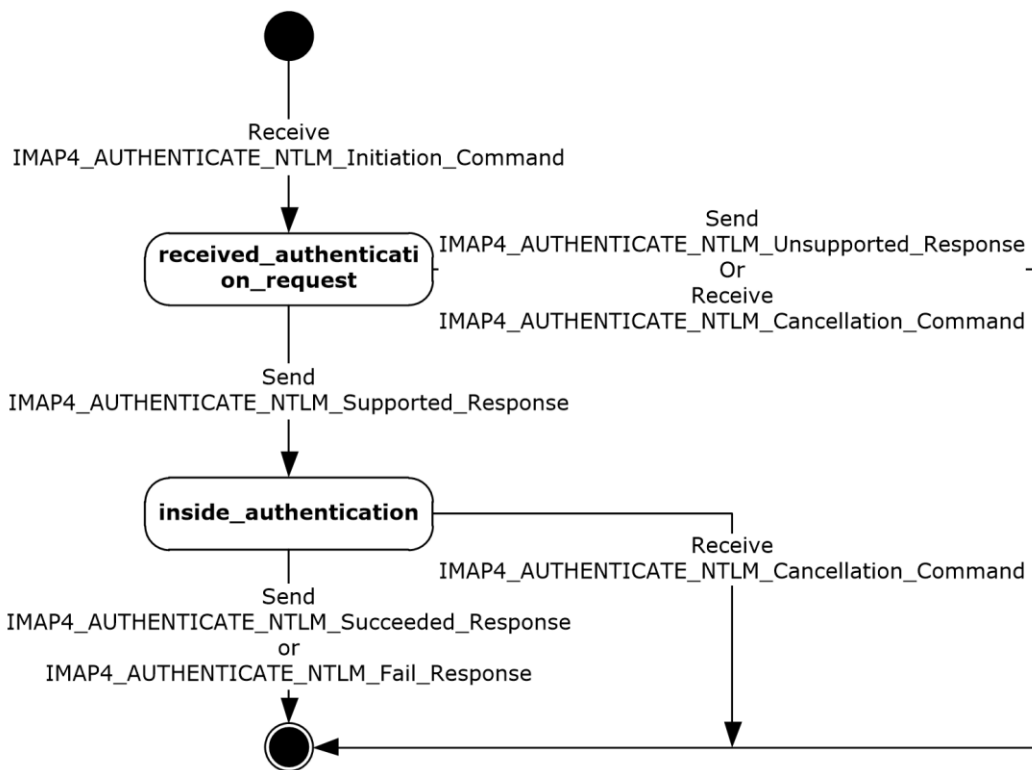 Receive
IMAP4_AUTHENTICATE_NTLM_Initiation_Command
received_authenticati
on_request
Send
IMAP4_AUTHENTICATE_NTLM_Unsupported_Response
Or
Receive
IMAP4_AUTHENTICATE_NTLM_Cancellation_Command
Send
IMAP4_AUTHENTICATE_NTLM_Supported_Response
inside_authentication
Receive
IMAP4_AUTHENTICATE_NTLM_Cancellation_Command
Send
IMAP4_AUTHENTICATE_NTLM_Succeeded_Response
or
IMAP4_AUTHENTICATE_NTLM_Fail_Response